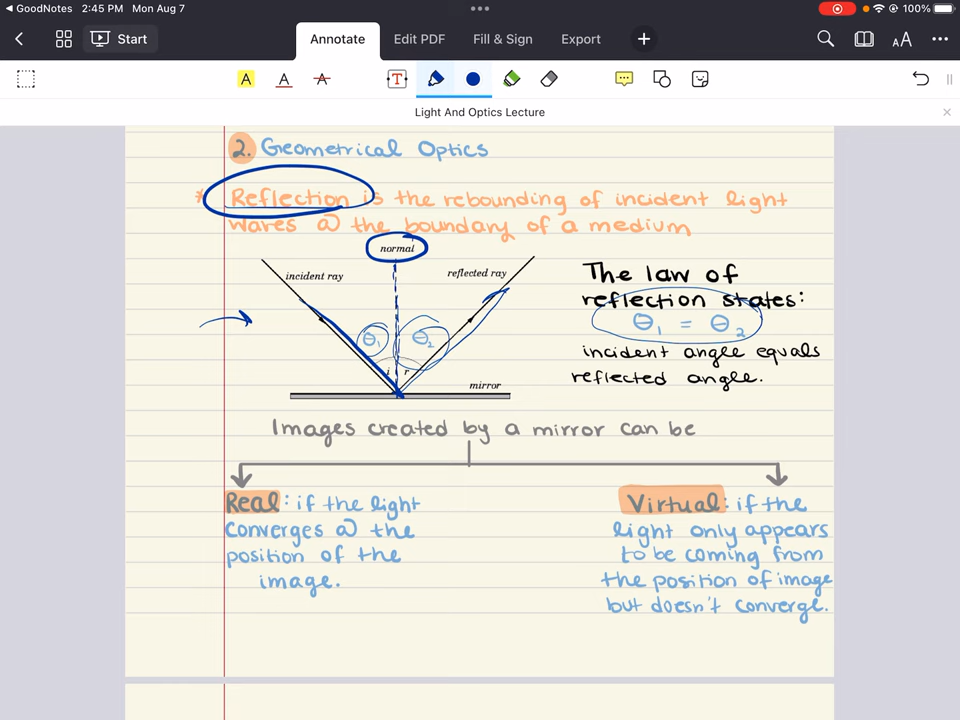 GoodNotes 2:45 PM Mon Aug 7 100%
Start Annotate Edit PDF Fill & Sign Export
A A A T AA
Light And Optics Lecture
2. Geometrical Optics
* Reflection is the rebounding of incident light
waves @ the boundary of a medium
normal
incident ray reflected ray
θ₁ θ₂
i r
mirror
The law of
reflection states:
θ₁ = θ₂
incident angle equals
reflected angle.
Images created by a mirror can be
Real: if the light
converges @ the
position of the
image.
Virtual: if the
light only appears
to be coming from
the position of image
but doesn't converge.